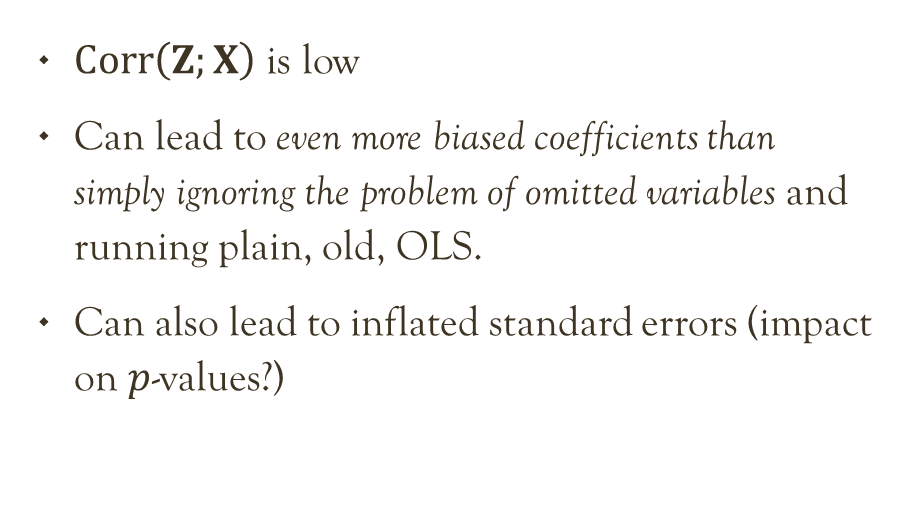 • Corr(Z; X) is low
• Can lead to even more biased coefficients than
simply ignoring the problem of omitted variables and
running plain, old, OLS.
• Can also lead to inflated standard errors (impact
on p-values?)